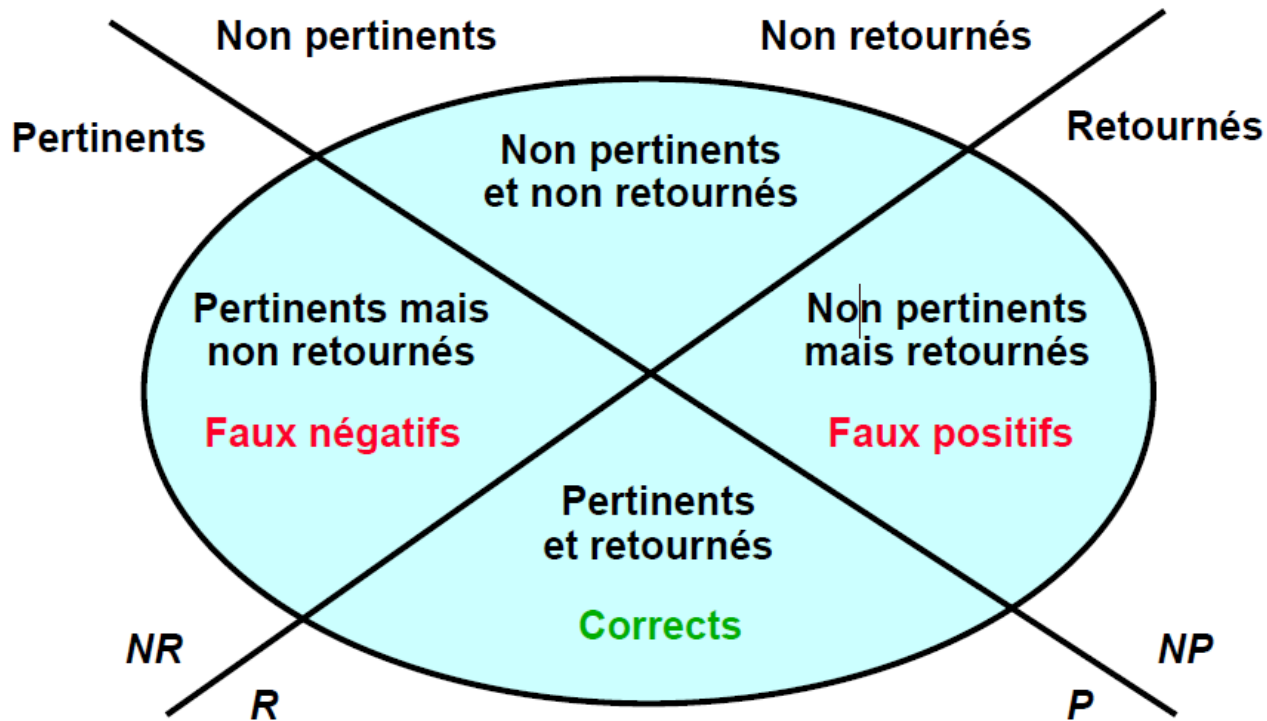 Non pertinents
Non retournés
Pertinents
Retournés
Non pertinents
et non retournés
Pertinents mais
non retournés
Faux négatifs
Non pertinents
mais retournés
Faux positifs
Pertinents
et retournés
Corrects
NR
R
P
NP